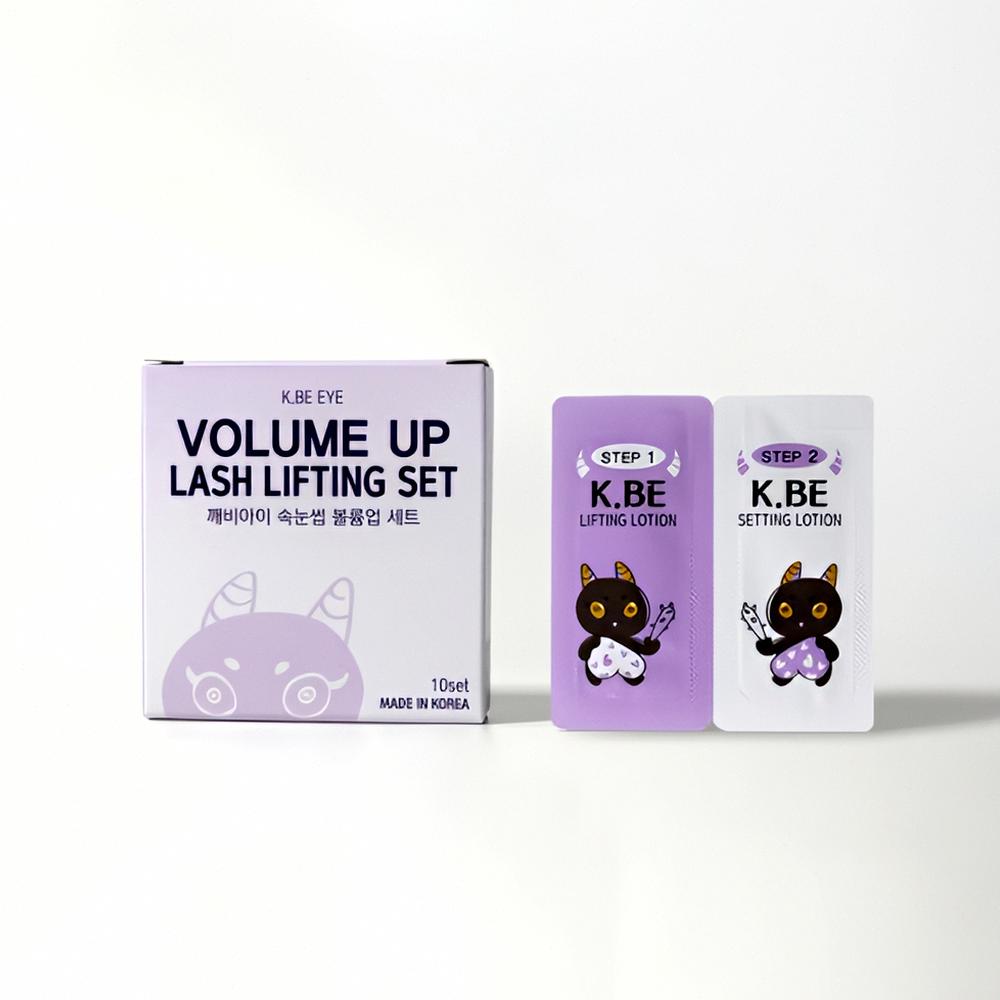 K.BE EYE
VOLUME UP
LASH LIFTING SET
깨비아이 속눈썹 볼륨업 세트
10set
MADE IN KOREA
STEP 1
K.BE
LIFTING LOTION
STEP 2
K.BE
SETTING LOTION